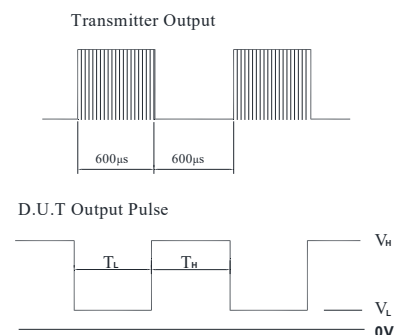 Transmitter Output
600μs 600μs
D.U.T Output Pulse
VH
TL TH
VL
0V